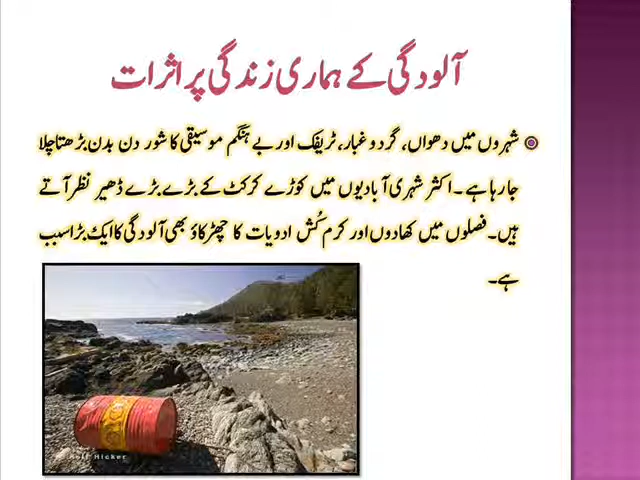 آلودگی کے ہماری زندگی پر اثرات
شہروں میں دھواں، گرد و غبار، ٹریفک اور بے ہنگم موسیقی کا شور دن بدن بڑھتا چلا
جا رہا ہے۔ اکثر شہری آبادیوں میں کوڑے کرکٹ کے بڑے بڑے ڈھیر نظر آتے
ہیں۔ فصلوں میں کھادوں اور کرم کُش ادویات کا چھڑکاؤ بھی آلودگی کا ایک بڑا سبب
ہے۔
Rolf Hicker